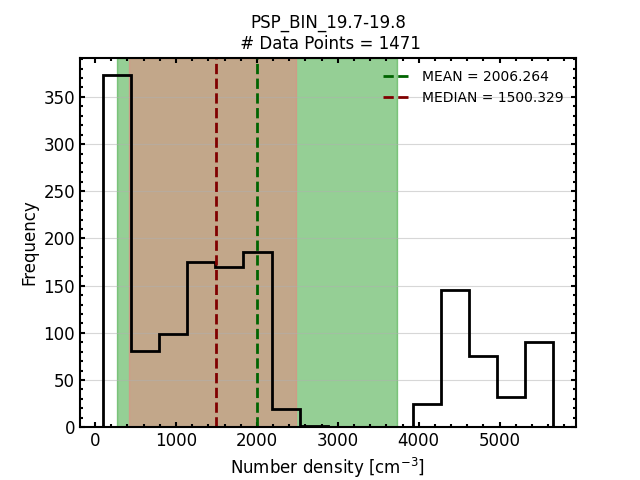 PSP_BIN_19.7-19.8
# Data Points = 1471
MEAN = 2006.264
MEDIAN = 1500.329
Frequency
350
300
250
200
150
100
50
0
0 1000 2000 3000 4000 5000
Number density [cm⁻³]